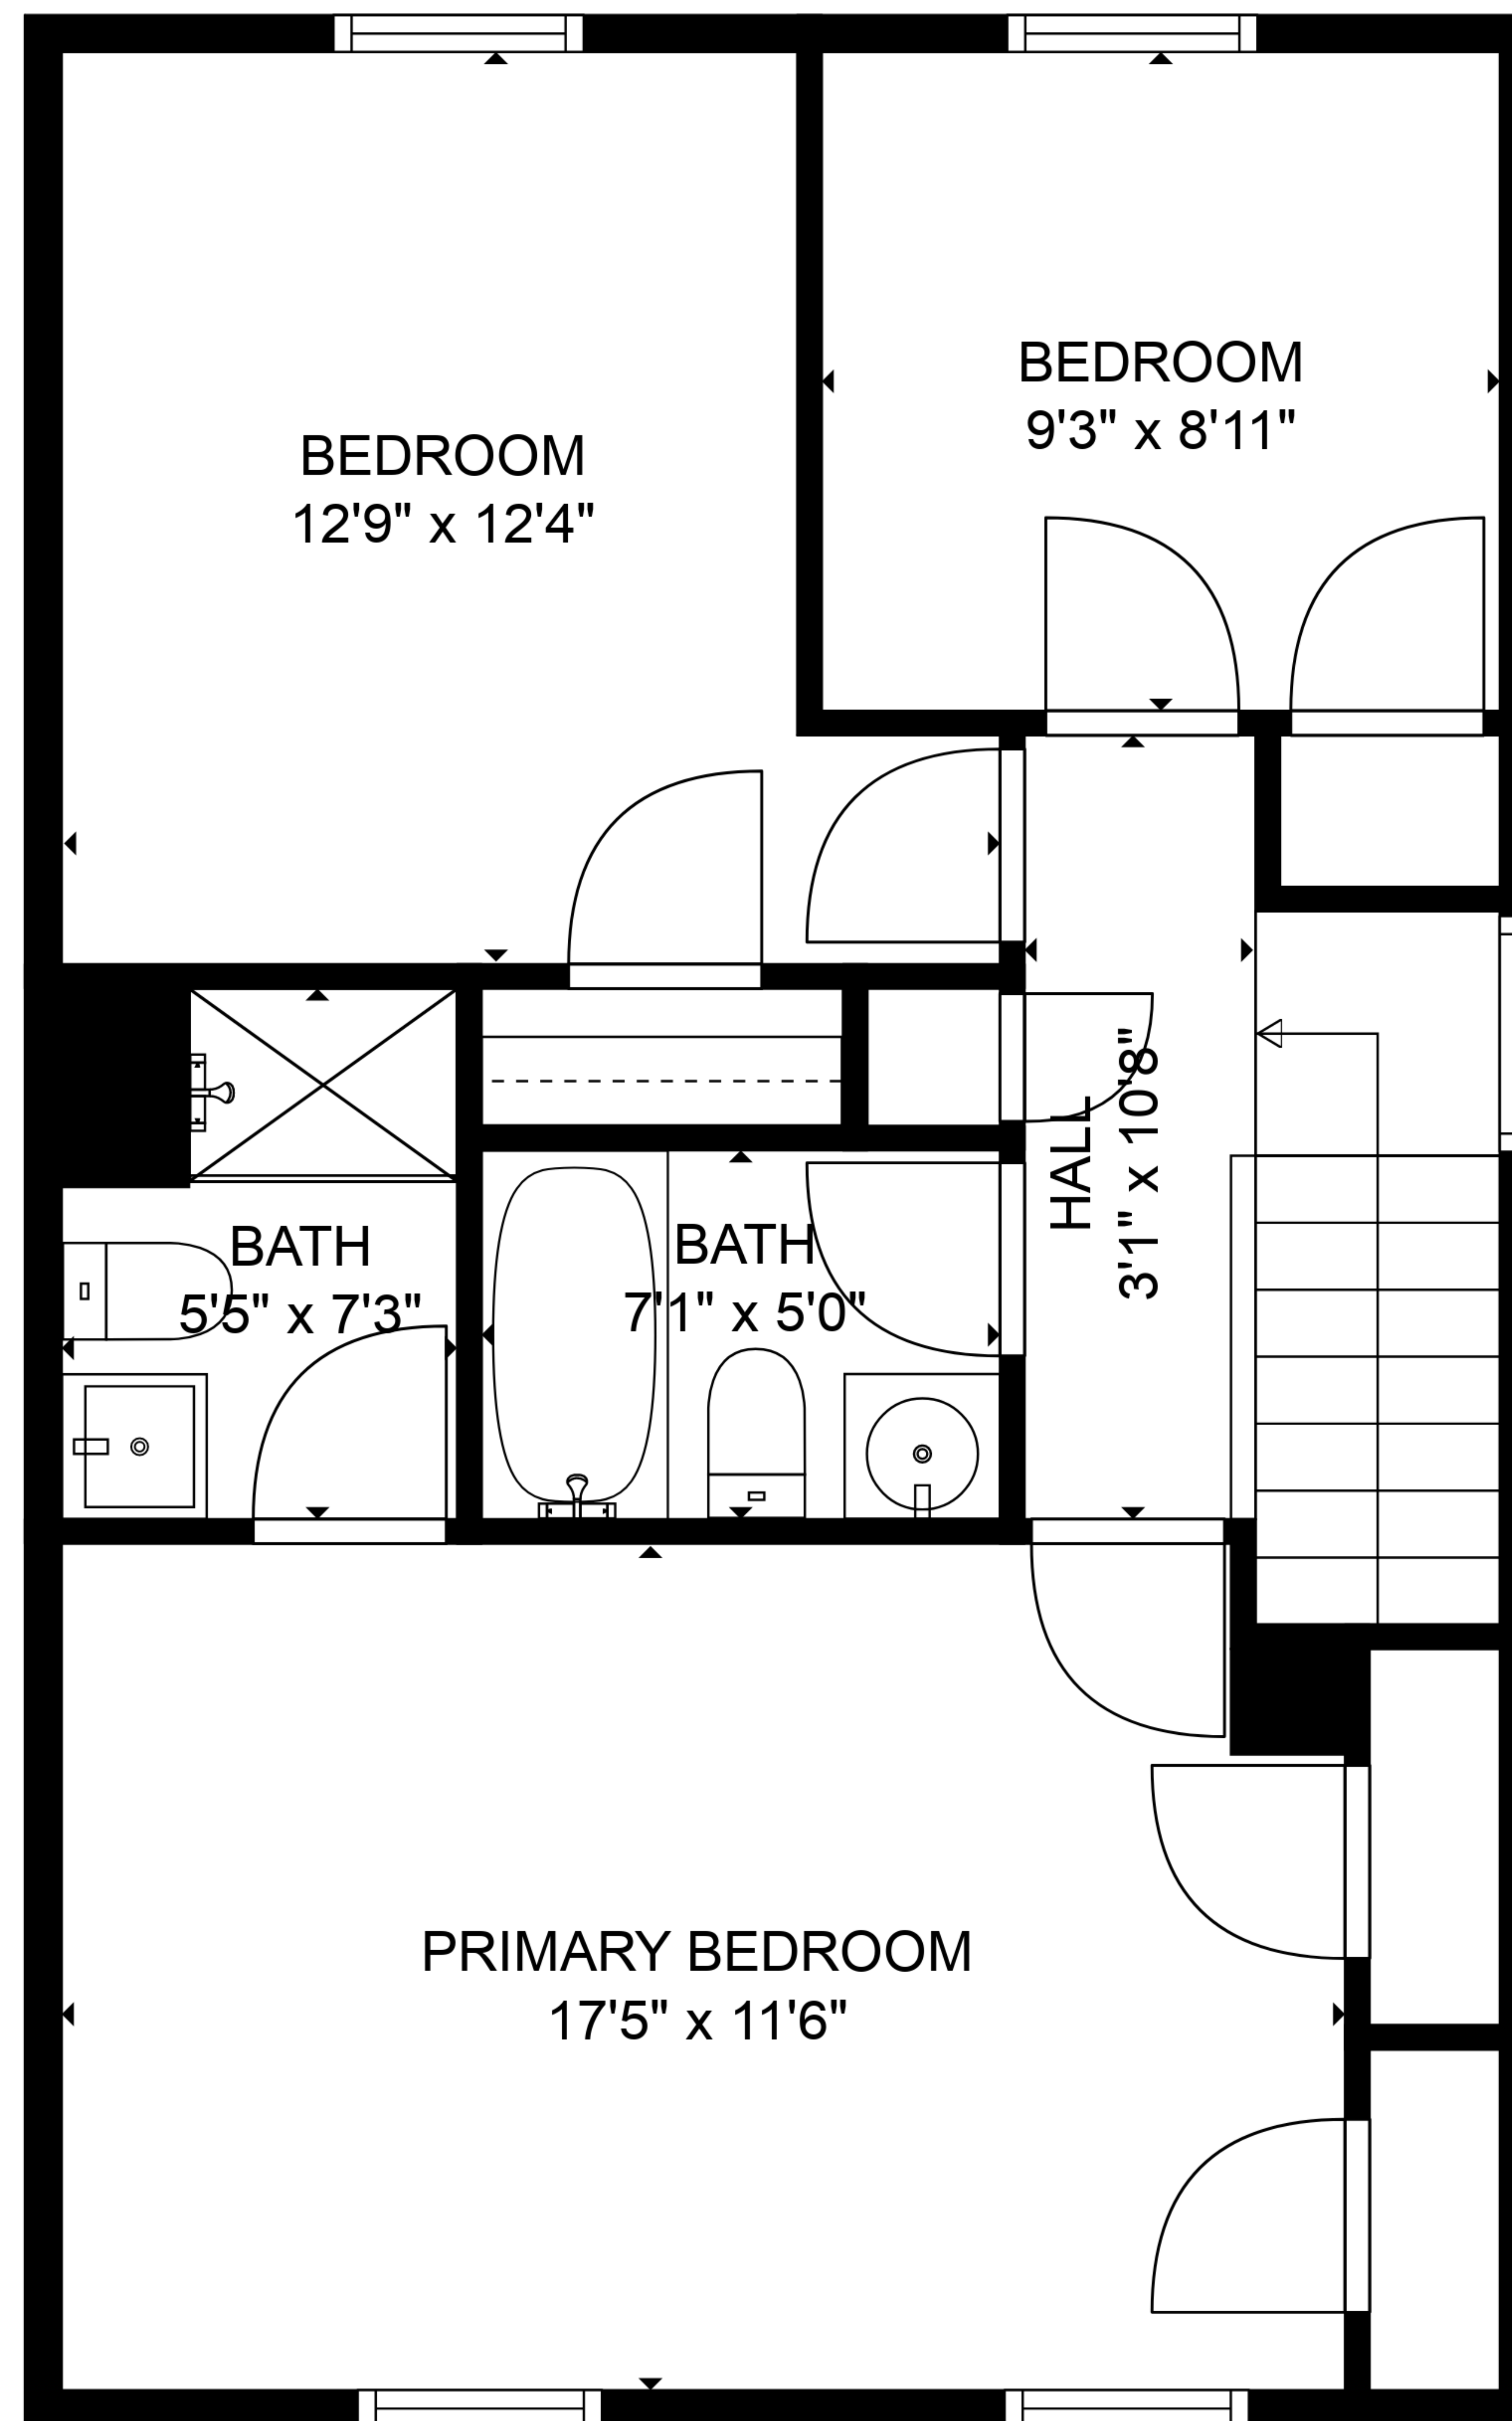 BEDROOM
12'9" x 12'4"
BEDROOM
9'3" x 8'11"
BATH
5'5" x 7'3"
BATH
7'1" x 5'0"
HALL
3'1" x 10'8"
PRIMARY BEDROOM
17'5" x 11'6"